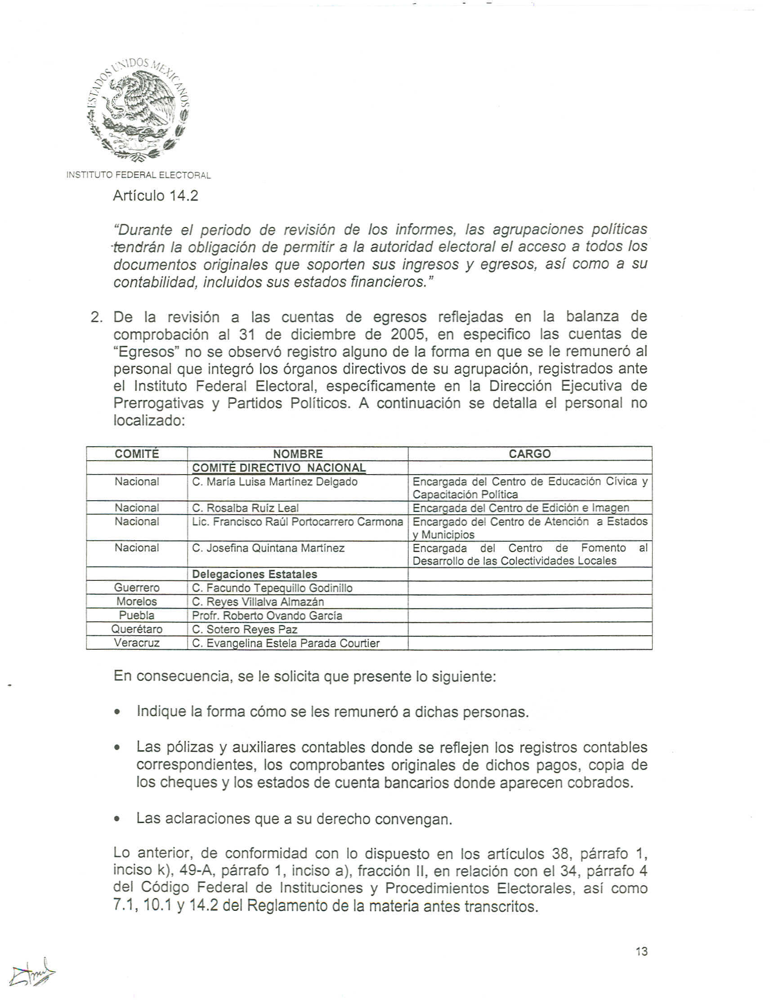 ESTADOS UNIDOS MEXICANOS
INSTITUTO FEDERAL ELECTORAL
Artículo 14.2
“Durante el periodo de revisión de los informes, las agrupaciones políticas
tendrán la obligación de permitir a la autoridad electoral el acceso a todos los
documentos originales que soporten sus ingresos y egresos, así como a su
contabilidad, incluidos sus estados financieros.”
2. De la revisión a las cuentas de egresos reflejadas en la balanza de
comprobación al 31 de diciembre de 2005, en especifico las cuentas de
“Egresos” no se observó registro alguno de la forma en que se le remuneró al
personal que integró los órganos directivos de su agrupación, registrados ante
el Instituto Federal Electoral, específicamente en la Dirección Ejecutiva de
Prerrogativas y Partidos Políticos. A continuación se detalla el personal no
localizado:
COMITÉ NOMBRE CARGO
COMITÉ DIRECTIVO NACIONAL
Nacional C. María Luisa Martínez Delgado Encargada del Centro de Educación Cívica y
Capacitación Política
Nacional C. Rosalba Ruíz Leal Encargada del Centro de Edición e Imagen
Nacional Lic. Francisco Raúl Portocarrero Carmona Encargado del Centro de Atención a Estados
y Municipios
Nacional C. Josefina Quintana Martínez Encargada del Centro de Fomento al
Desarrollo de las Colectividades Locales
Delegaciones Estatales
Guerrero C. Facundo Tepequillo Godinillo
Morelos C. Reyes Villalva Almazán
Puebla Profr. Roberto Ovando García
Querétaro C. Sotero Reyes Paz
Veracruz C. Evangelina Estela Parada Courtier
En consecuencia, se le solicita que presente lo siguiente:
• Indique la forma cómo se les remuneró a dichas personas.
• Las pólizas y auxiliares contables donde se reflejen los registros contables
correspondientes, los comprobantes originales de dichos pagos, copia de
los cheques y los estados de cuenta bancarios donde aparecen cobrados.
• Las aclaraciones que a su derecho convengan.
Lo anterior, de conformidad con lo dispuesto en los artículos 38, párrafo 1,
inciso k), 49-A, párrafo 1, inciso a), fracción II, en relación con el 34, párrafo 4
del Código Federal de Instituciones y Procedimientos Electorales, así como
7.1, 10.1 y 14.2 del Reglamento de la materia antes transcritos.
13